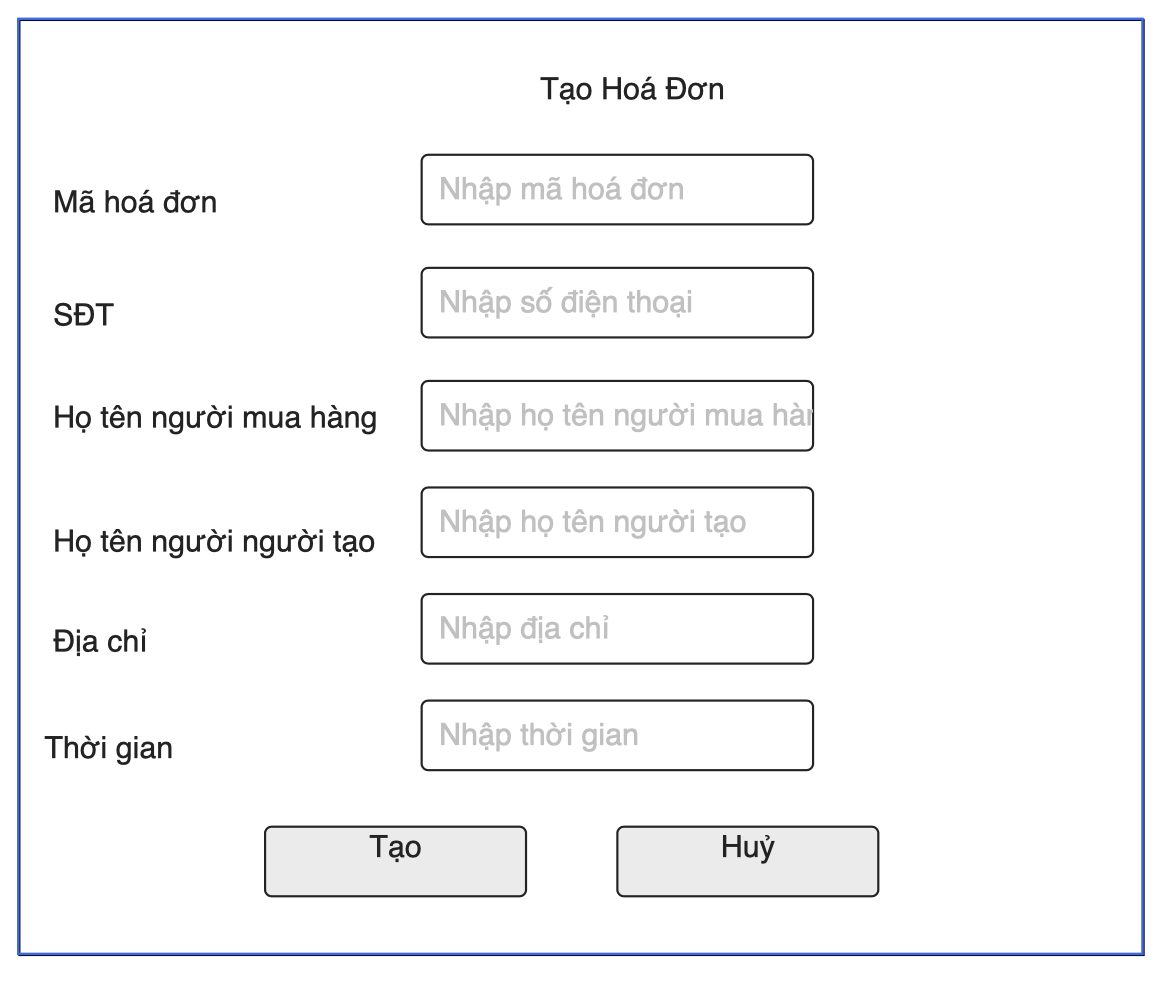 Tạo Hoá Đơn
Mã hoá đơn
Nhập mã hoá đơn
SĐT
Nhập số điện thoại
Họ tên người mua hàng
Nhập họ tên người mua hàn
Họ tên người người tạo
Nhập họ tên người tạo
Địa chỉ
Nhập địa chỉ
Thời gian
Nhập thời gian
Tạo
Huỷ